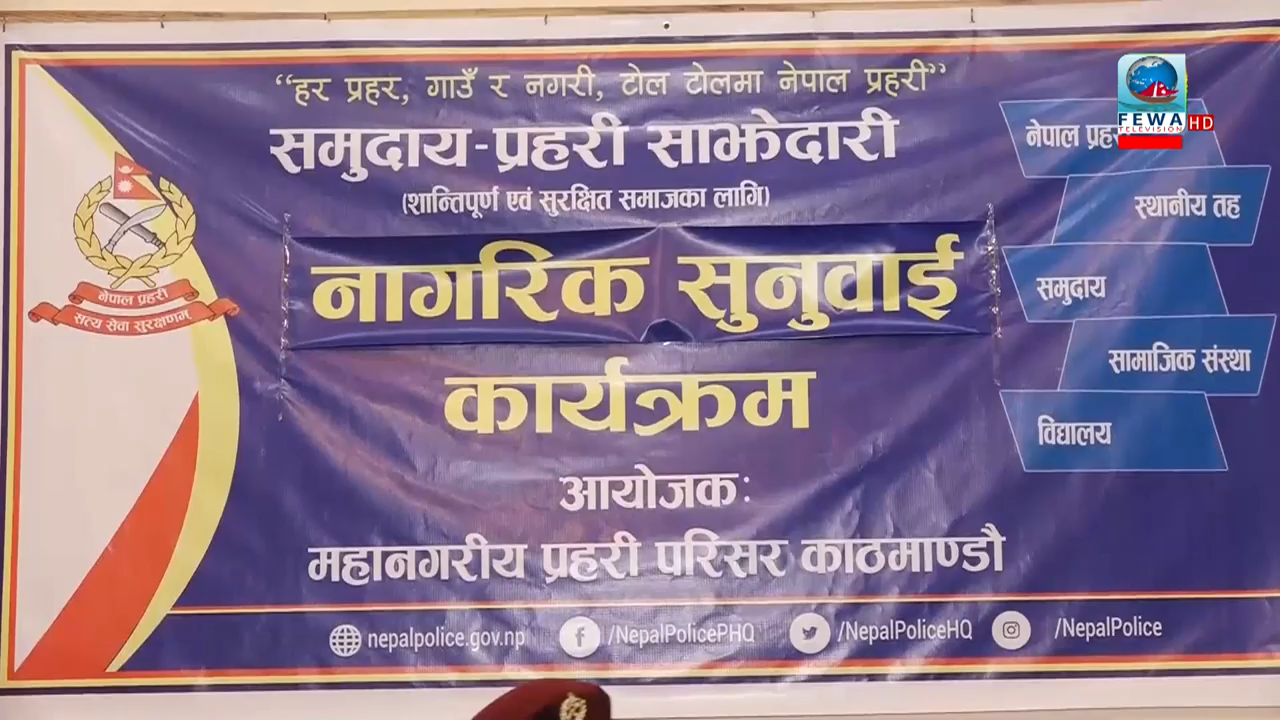 “हर प्रहर, गाउँ र नगरी, टोल टोलमा नेपाल प्रहरी”
समुदाय-प्रहरी साझेदारी
(शान्तिपूर्ण एवं सुरक्षित समाजका लागि)
नागरिक सुनुवाई
कार्यक्रम
आयोजकः
महानगरीय प्रहरी परिसर काठमाण्डौ
nepalpolice.gov.np /NepalPolicePHQ /NepalPoliceHQ /NepalPolice
नेपाल प्रहरी
सत्य सेवा सुरक्षणम्
नेपाल
स्थानीय तह
समुदाय
सामाजिक संस्था
विद्यालय
FEWA HD
TELEVISION